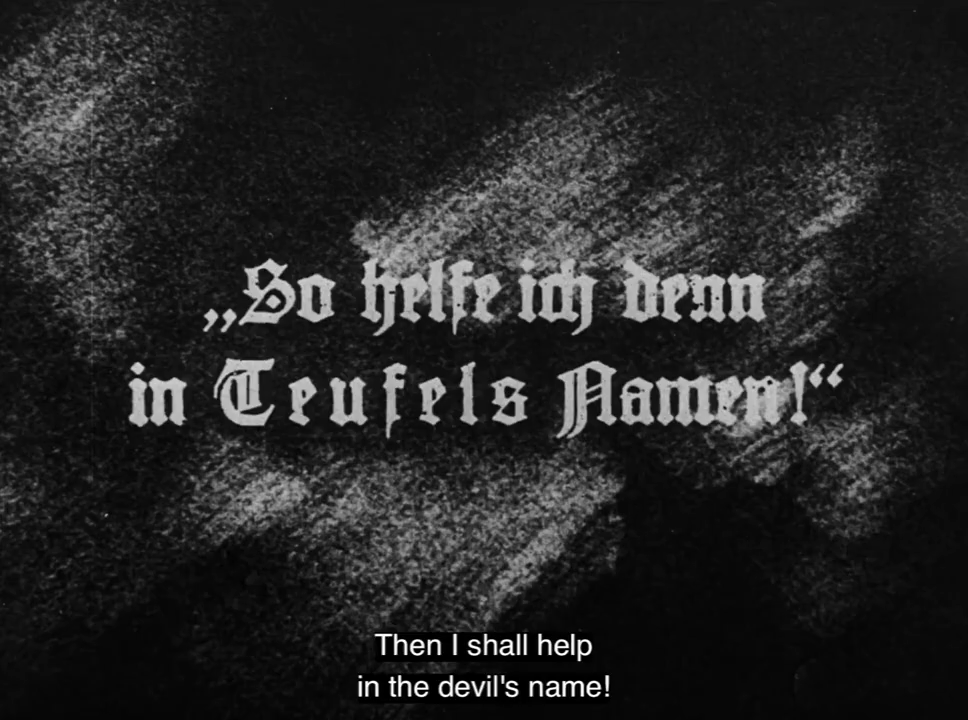 „So helfe ich denn
in Teufels Namen!“
Then I shall help
in the devil's name!